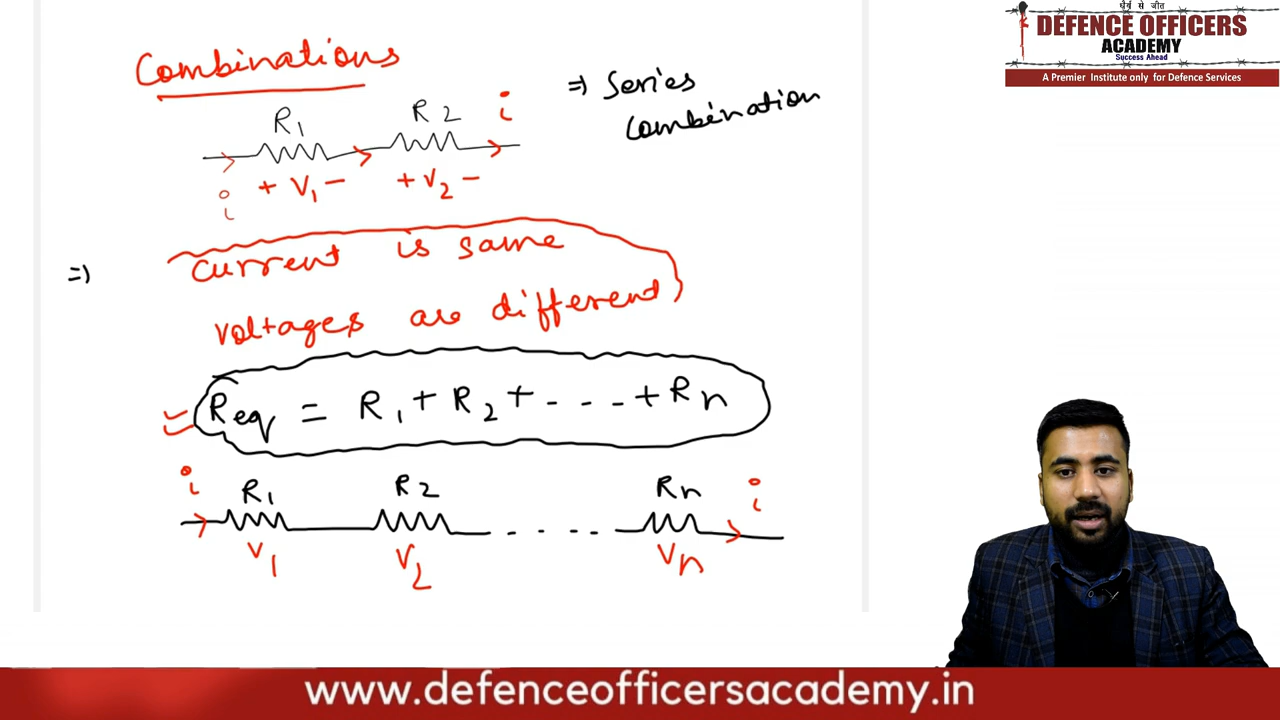 शौर्य से जीत
DEFENCE OFFICERS
ACADEMY
Success Ahead
A Premier Institute only for Defence Services
Combinations
⇒ Series
Combination
R1 R2 i
i + V1 - + V2 -
⇒ Current is same
voltages are different
Req = R1 + R2 + - - - + Rn
i R1 R2 Rn i
V1 V2 . . . . Vn
www.defenceofficersacademy.in